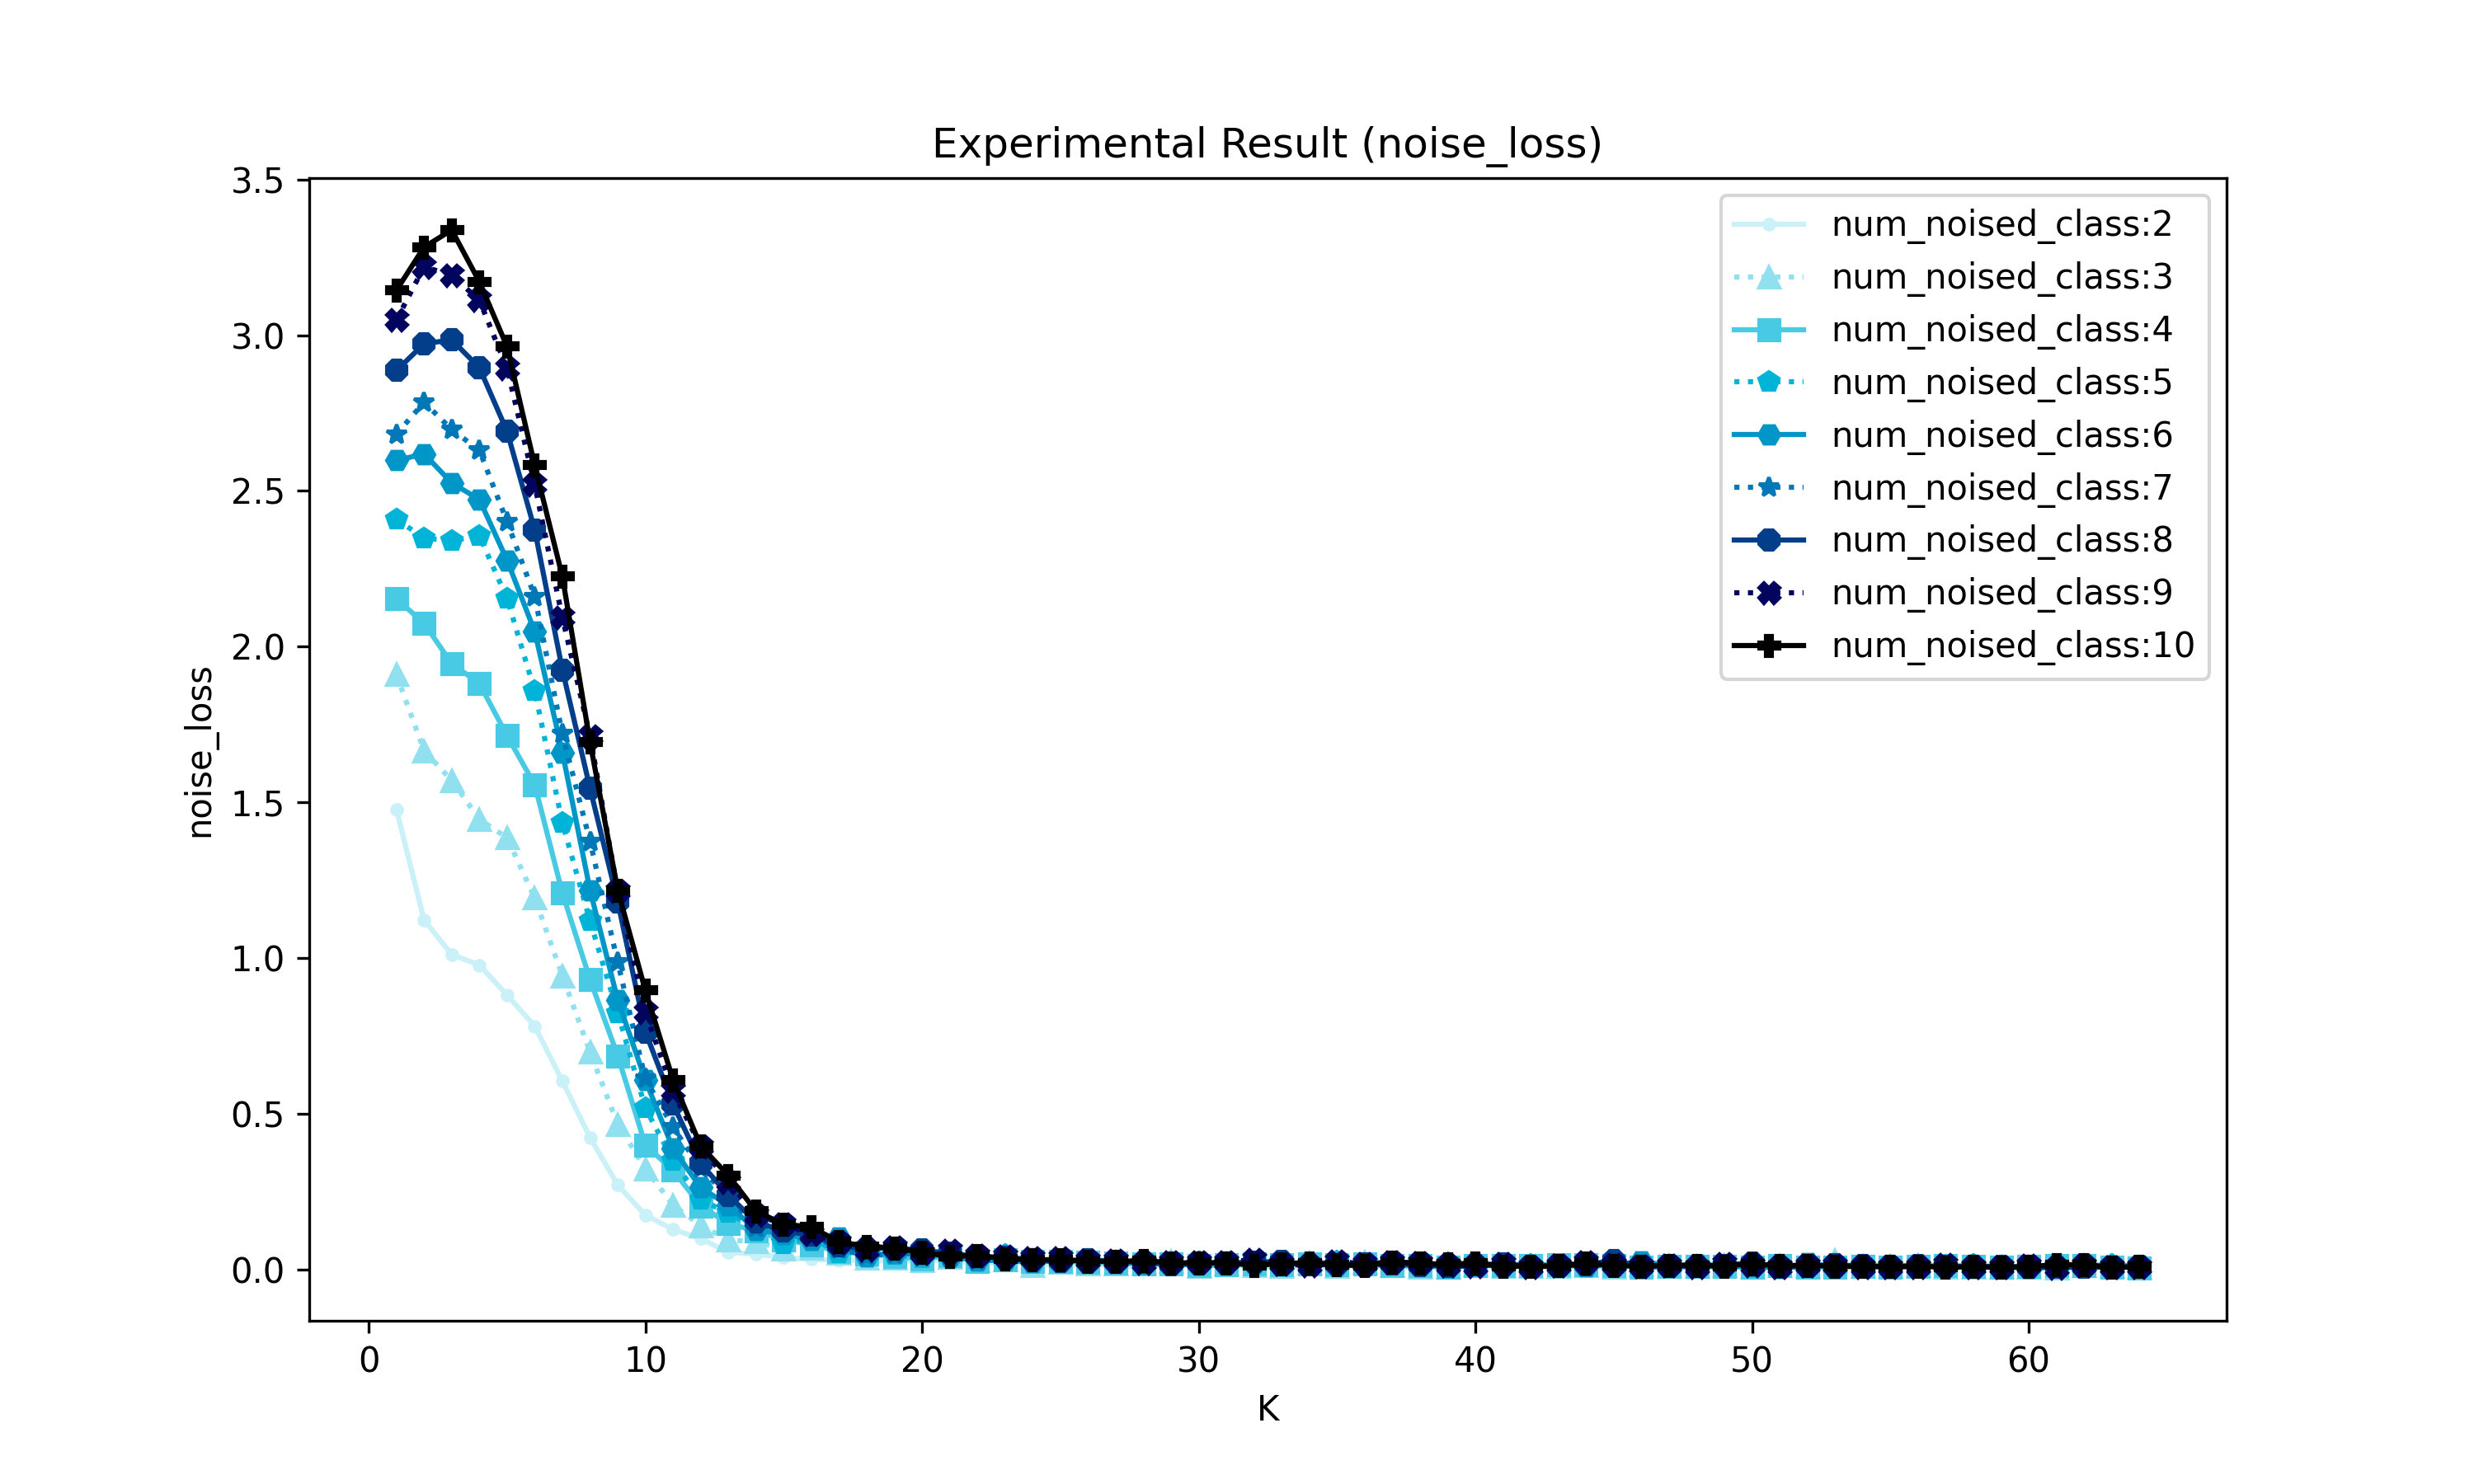 Experimental Result (noise_loss)
3.5
3.0
2.5
2.0
1.5
1.0
0.5
0.0
noise_loss
num_noised_class:2
num_noised_class:3
num_noised_class:4
num_noised_class:5
num_noised_class:6
num_noised_class:7
num_noised_class:8
num_noised_class:9
num_noised_class:10
0 10 20 30 40 50 60
K